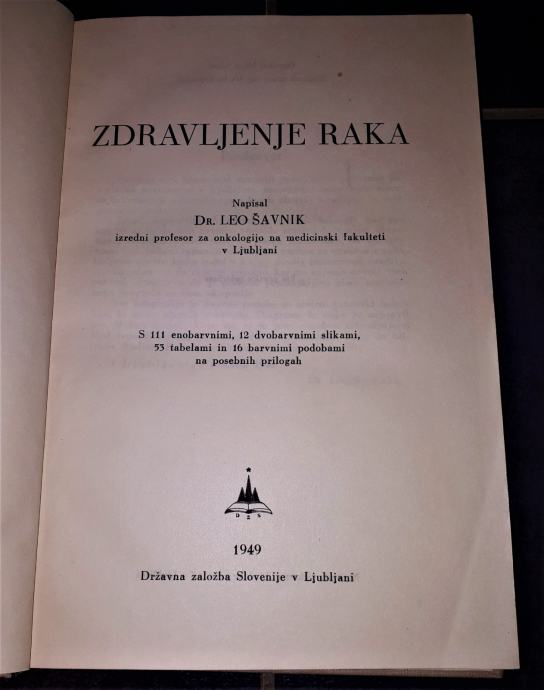 ZDRAVLJENJE RAKA
Napisal
DR. LEO ŠAVNIK
izredni profesor za onkologijo na medicinski fakulteti
v Ljubljani
S 111 enobarvnimi, 12 dvobarvnimi slikami,
53 tabelami in 16 barvnimi podobami
na posebnih prilogah
D Z S
1949
Državna založba Slovenije v Ljubljani